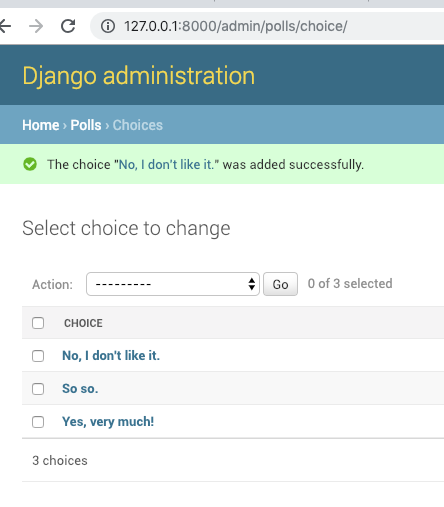 127.0.0.1:8000/admin/polls/choice/
Django administration
Home › Polls › Choices
The choice "No, I don't like it." was added successfully.
Select choice to change
Action: --------- Go 0 of 3 selected
CHOICE
No, I don't like it.
So so.
Yes, very much!
3 choices